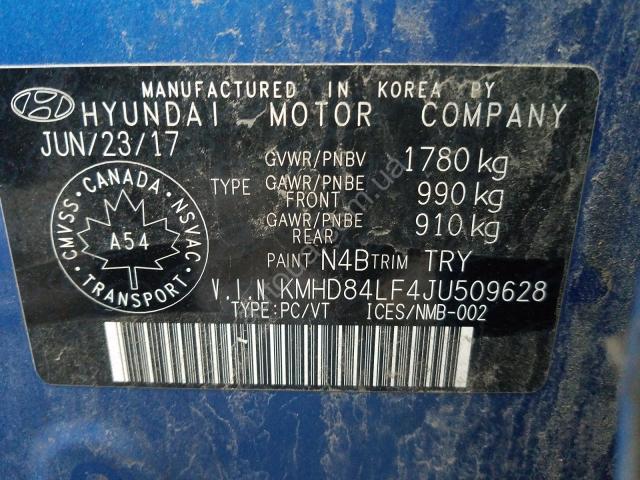 MANUFACTURED IN KOREA BY
HYUNDAI MOTOR COMPANY
JUN/23/17
GVWR/PNBV 1780 kg
TYPE GAWR/PNBE FRONT 990 kg
GAWR/PNBE REAR 910 kg
PAINT N4B TRIM TRY
CANADA
CMVSS NSVAC
A54
TRANSPORT
V.I.N KMHD84LF4JU509628
TYPE:PC/VT ICES/NMB-002